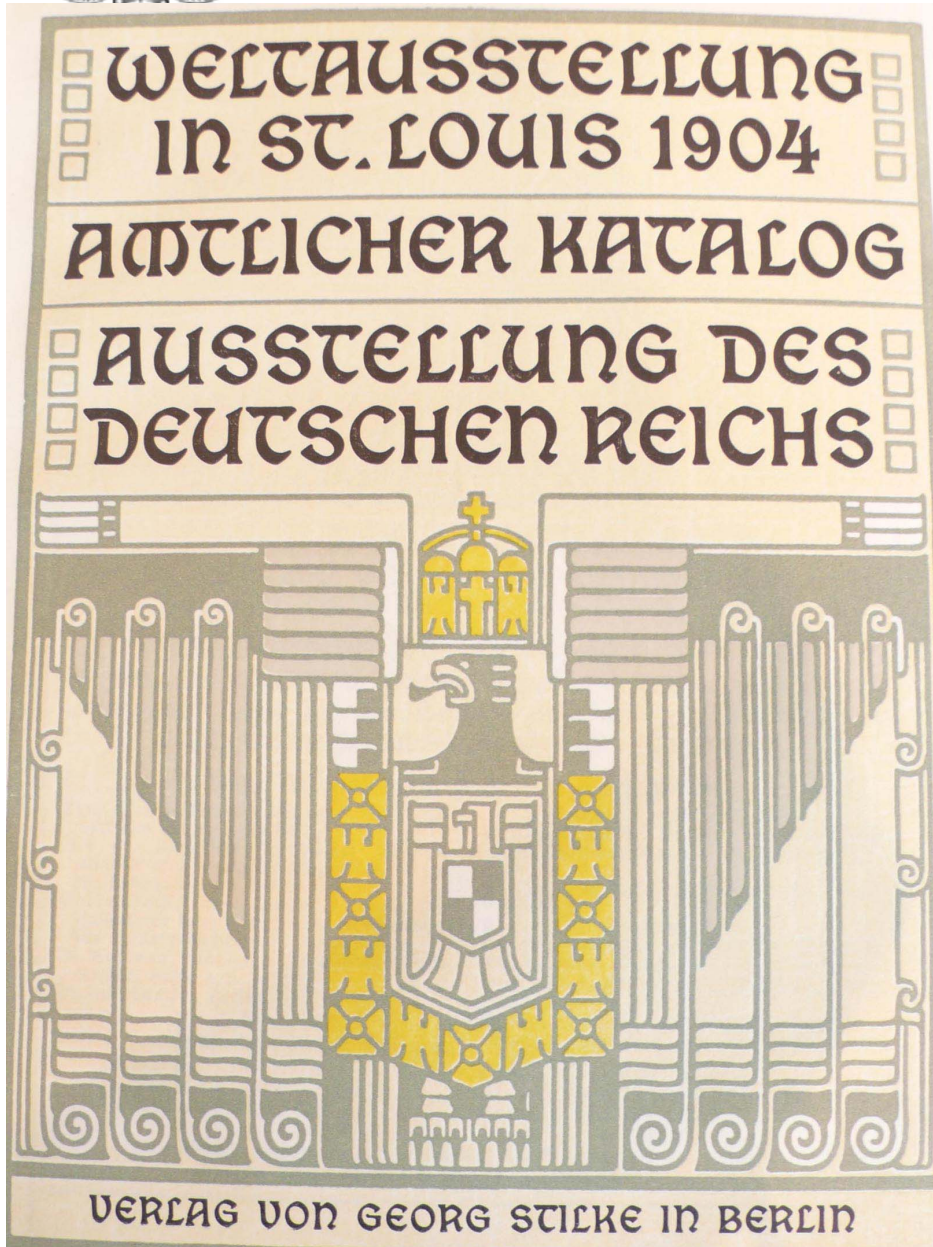 WELTAUSSTELLUNG
IN ST. LOUIS 1904
AMTLICHER KATALOG
AUSSTELLUNG DES
DEUTSCHEN REICHS
VERLAG VON GEORG STILKE IN BERLIN